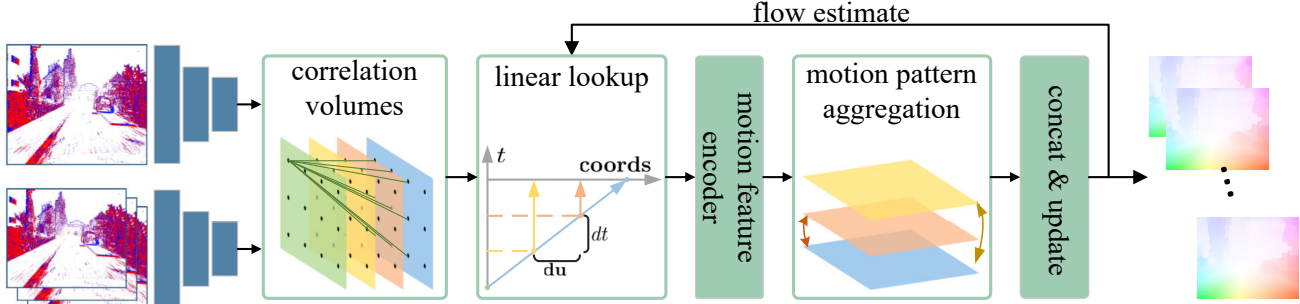 flow estimate
correlation
volumes
linear lookup
t
coords
dt
du
motion feature
encoder
motion pattern
aggregation
concat & update